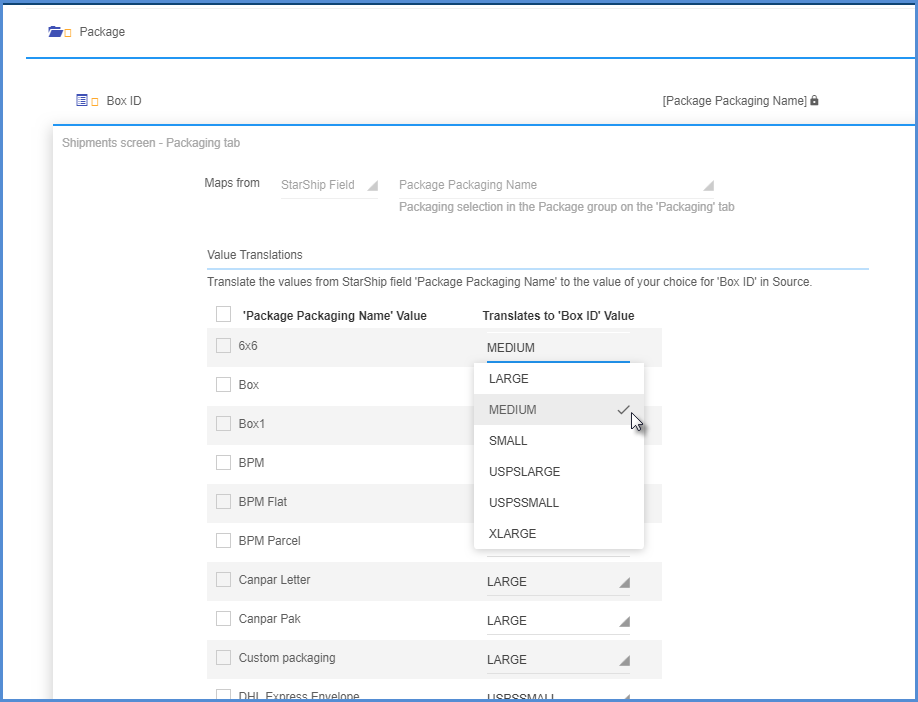 Package
Box ID [Package Packaging Name]
Shipments screen - Packaging tab
Maps from StarShip Field Package Packaging Name
Packaging selection in the Package group on the 'Packaging' tab
Value Translations
Translate the values from StarShip field 'Package Packaging Name' to the value of your choice for 'Box ID' in Source.
'Package Packaging Name' Value Translates to 'Box ID' Value
6x6 MEDIUM
LARGE
Box
MEDIUM
Box1
SMALL
BPM
USPSLARGE
BPM Flat
USPSSMALL
BPM Parcel
XLARGE
Canpar Letter LARGE
Canpar Pak LARGE
Custom packaging LARGE
DHL Express Envelope USPSSMALL